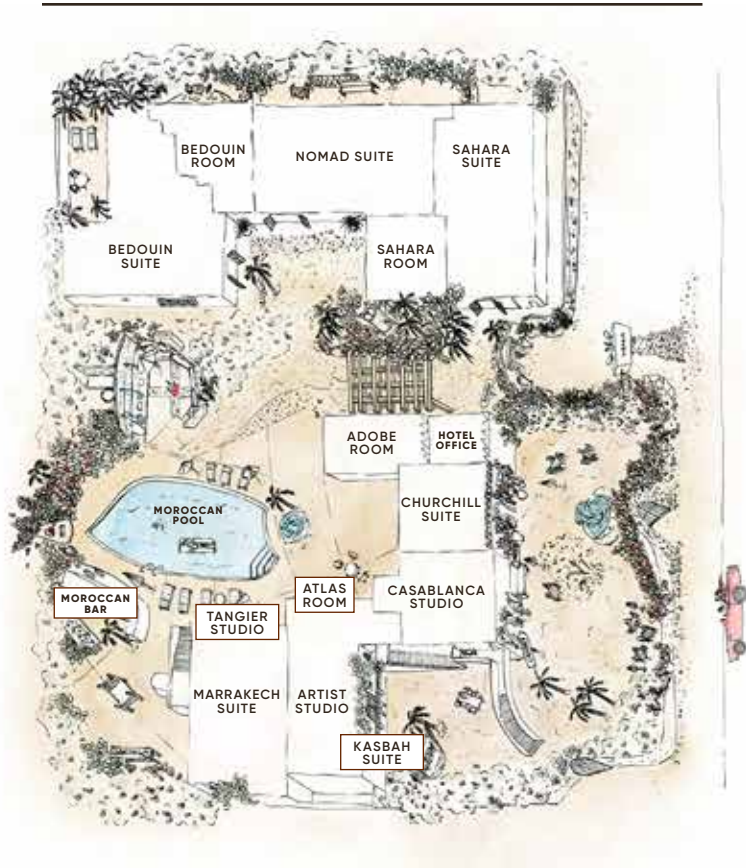 BEDOUIN
ROOM
NOMAD SUITE
SAHARA
SUITE
BEDOUIN
SUITE
SAHARA
ROOM
ADOBE
ROOM
HOTEL
OFFICE
CHURCHILL
SUITE
MOROCCAN
POOL
MOROCCAN
BAR
TANGIER
STUDIO
ATLAS
ROOM
CASABLANCA
STUDIO
MARRAKECH
SUITE
ARTIST
STUDIO
KASBAH
SUITE